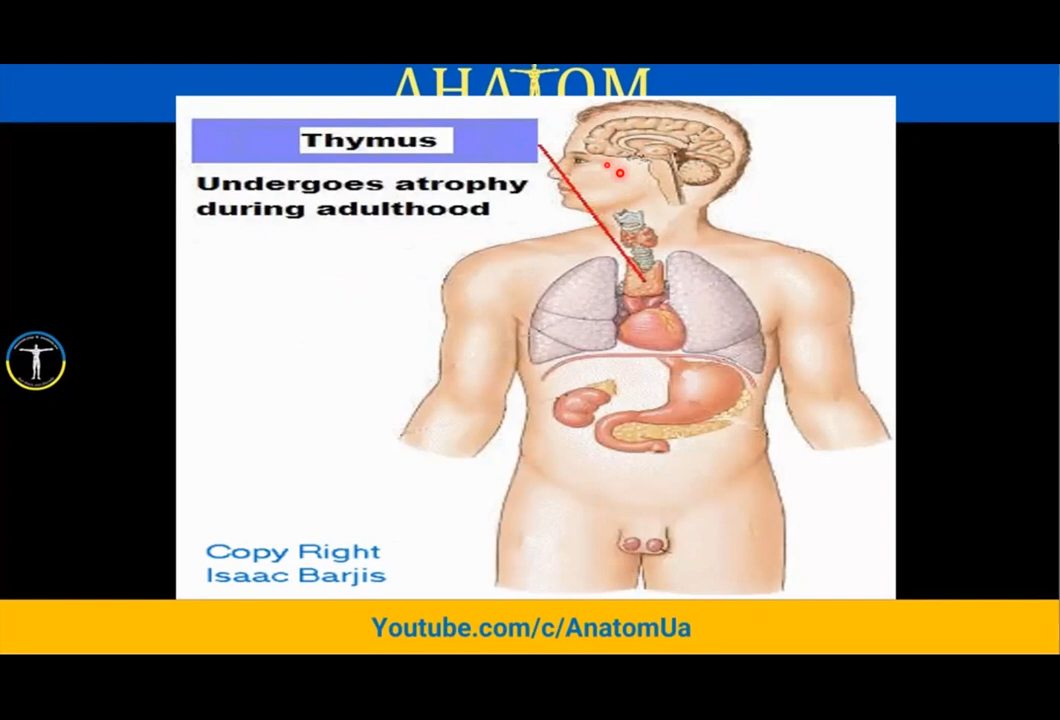 АНАТОМ
Thymus
Undergoes atrophy
during adulthood
Copy Right
Isaac Barjis
Youtube.com/c/AnatomUa